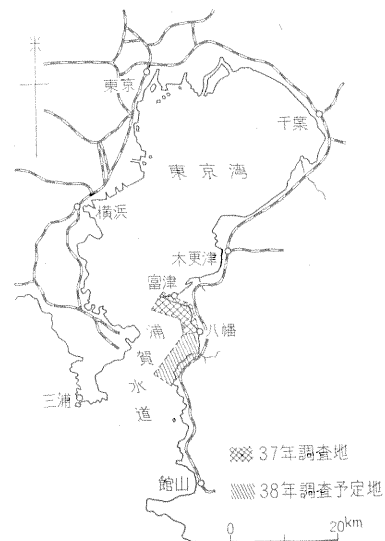 東京
千葉
東京湾
横浜
木更津
富津
浦賀水道
八幡
三浦
館山
37年調査地
38年調査予定地
0 20km